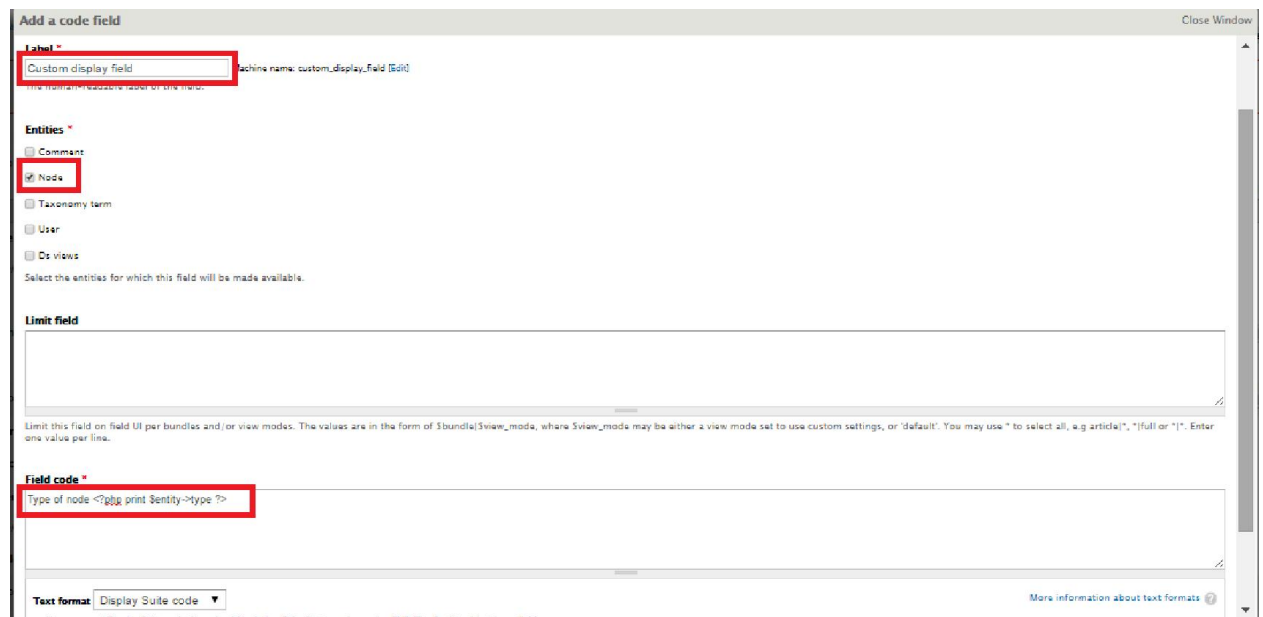 Add a code field
Close Window
Label *
Custom display field
Machine name: custom_display_field [Edit]
The human-readable label of the field.
Entities *
Comment
Node
Taxonomy term
User
Ds views
Select the entities for which this field will be made available.
Limit field
Limit this field on field UI per bundles and/or view modes. The values are in the form of $bundle|$view_mode, where $view_mode may be either a view mode set to use custom settings, or 'default'. You may use * to select all, e.g article|*, *|full or *|*. Enter
one value per line.
Field code *
Type of node <?php print $entity->type ?>
Text format Display Suite code
More information about text formats